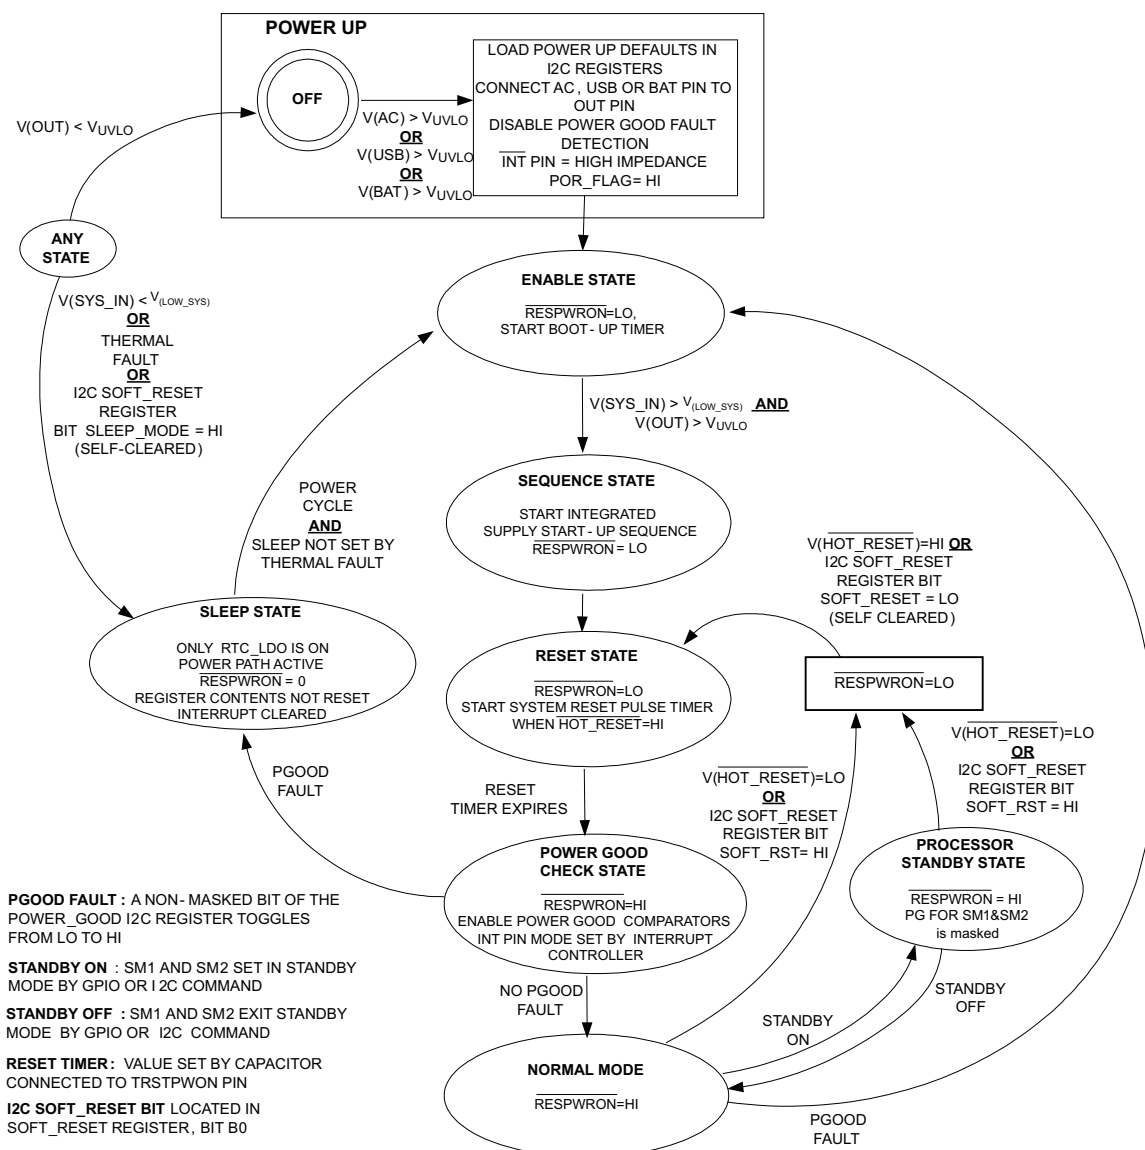 POWER UP
OFF
V(AC) > VUVLO
OR
V(USB) > VUVLO
OR
V(BAT) > VUVLO
LOAD POWER UP DEFAULTS IN
I2C REGISTERS
CONNECT AC, USB OR BAT PIN TO
OUT PIN
DISABLE POWER GOOD FAULT
DETECTION
INT PIN = HIGH IMPEDANCE
POR_FLAG= HI
V(OUT) < VUVLO
ANY
STATE
V(SYS_IN) < V(LOW_SYS)
OR
THERMAL
FAULT
OR
I2C SOFT_RESET
REGISTER
BIT SLEEP_MODE = HI
(SELF-CLEARED)
ENABLE STATE
RESPWRON=LO,
START BOOT- UP TIMER
V(SYS_IN) > V(LOW_SYS) AND
V(OUT) > VUVLO
POWER
CYCLE
AND
SLEEP NOT SET BY
THERMAL FAULT
SEQUENCE STATE
START INTEGRATED
SUPPLY START- UP SEQUENCE
RESPWRON = LO
V(HOT_RESET)=HI OR
I2C SOFT_RESET
REGISTER BIT
SOFT_RESET = LO
(SELF CLEARED)
SLEEP STATE
ONLY RTC_LDO IS ON
POWER PATH ACTIVE
RESPWRON = 0
REGISTER CONTENTS NOT RESET
INTERRUPT CLEARED
RESET STATE
RESPWRON=LO
START SYSTEM RESET PULSE TIMER
WHEN HOT_RESET=HI
RESPWRON=LO
V(HOT_RESET)=LO
OR
I2C SOFT_RESET
REGISTER BIT
SOFT_RST = HI
PGOOD
FAULT
RESET
TIMER EXPIRES
V(HOT_RESET)=LO
OR
I2C SOFT_RESET
REGISTER BIT
SOFT_RST= HI
POWER GOOD
CHECK STATE
RESPWRON=HI
ENABLE POWER GOOD COMPARATORS
INT PIN MODE SET BY INTERRUPT
CONTROLLER
PROCESSOR
STANDBY STATE
RESPWRON = HI
PG FOR SM1&SM2
is masked
NO PGOOD
FAULT
STANDBY
ON
STANDBY
OFF
NORMAL MODE
RESPWRON=HI
PGOOD
FAULT
PGOOD FAULT : A NON- MASKED BIT OF THE
POWER_GOOD I2C REGISTER TOGGLES
FROM LO TO HI
STANDBY ON : SM1 AND SM2 SET IN STANDBY
MODE BY GPIO OR I2C COMMAND
STANDBY OFF : SM1 AND SM2 EXIT STANDBY
MODE BY GPIO OR I2C COMMAND
RESET TIMER: VALUE SET BY CAPACITOR
CONNECTED TO TRSTPWON PIN
I2C SOFT_RESET BIT LOCATED IN
SOFT_RESET REGISTER, BIT B0